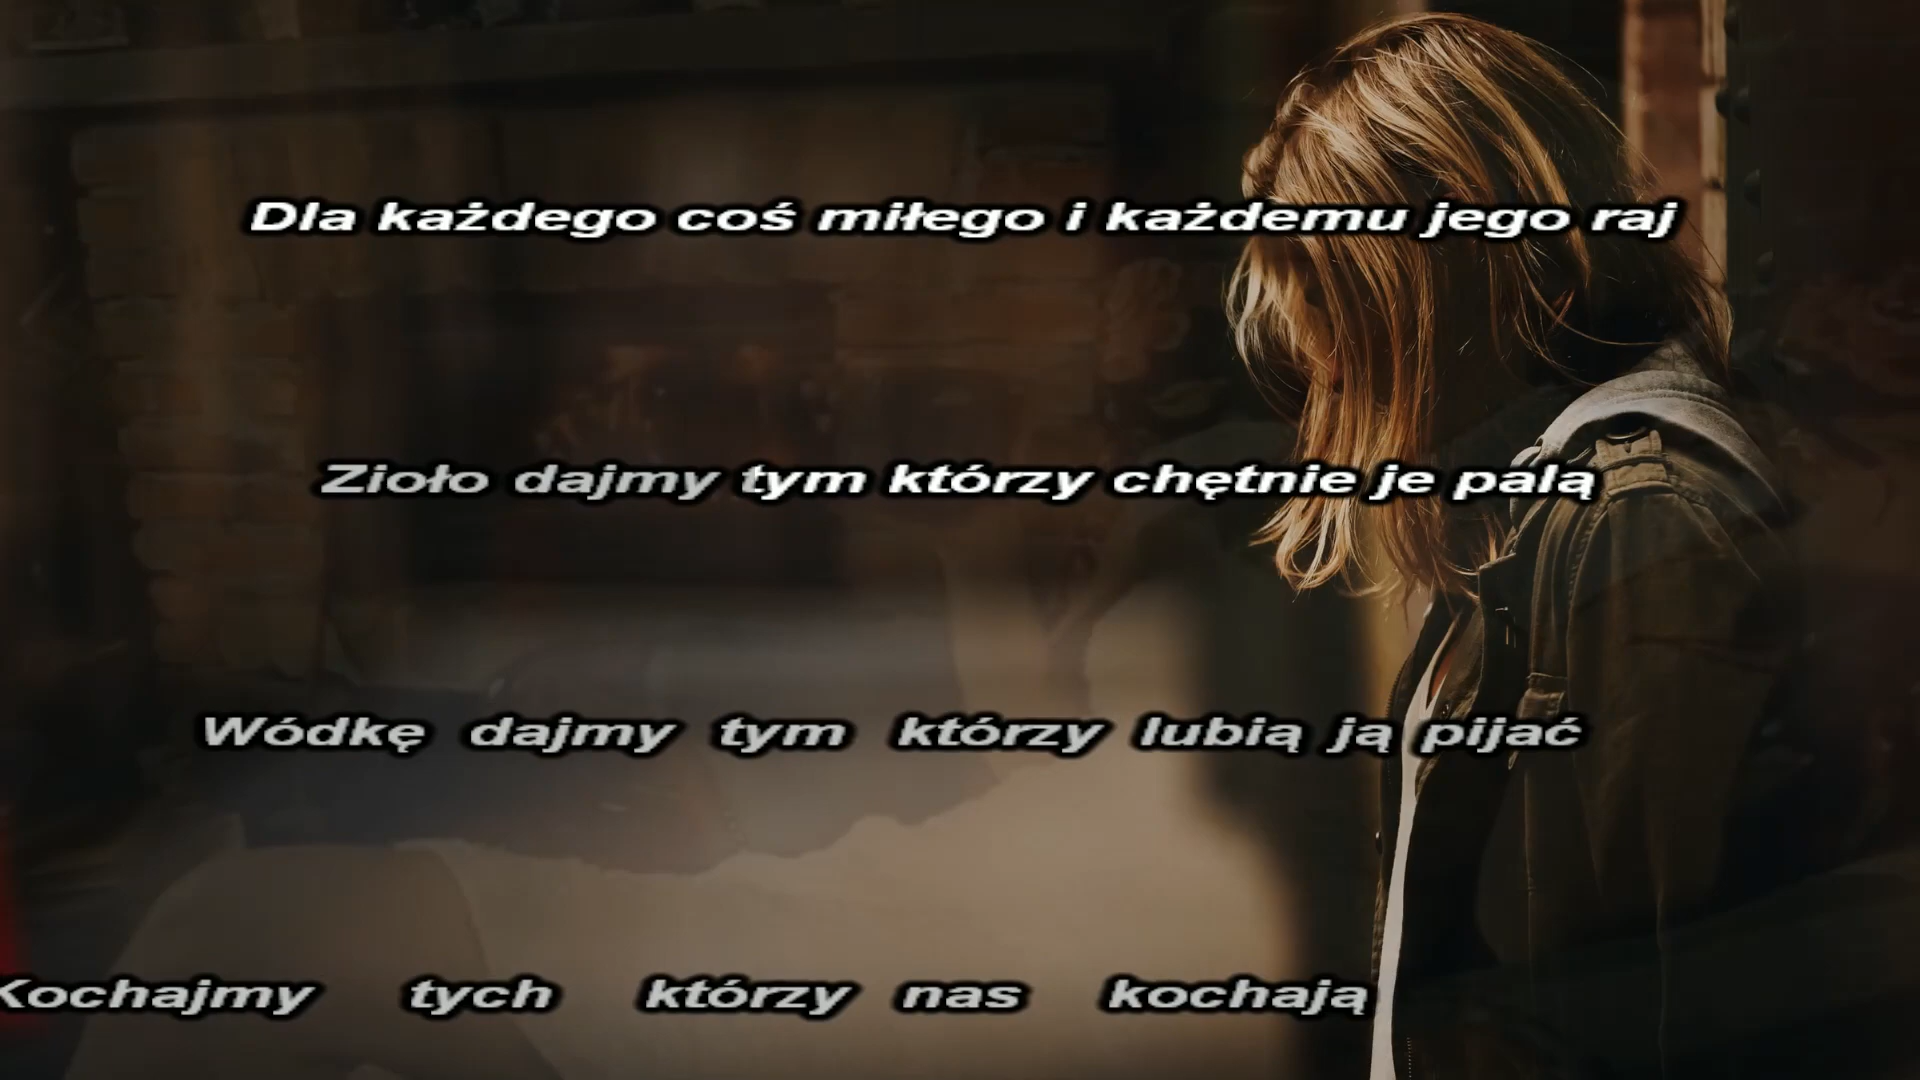 Dla każdego coś miłego i każdemu jego raj
Zioło dajmy tym którzy chętnie je palą
Wódkę dajmy tym którzy lubią ją pijać
Kochajmy tych którzy nas kochają